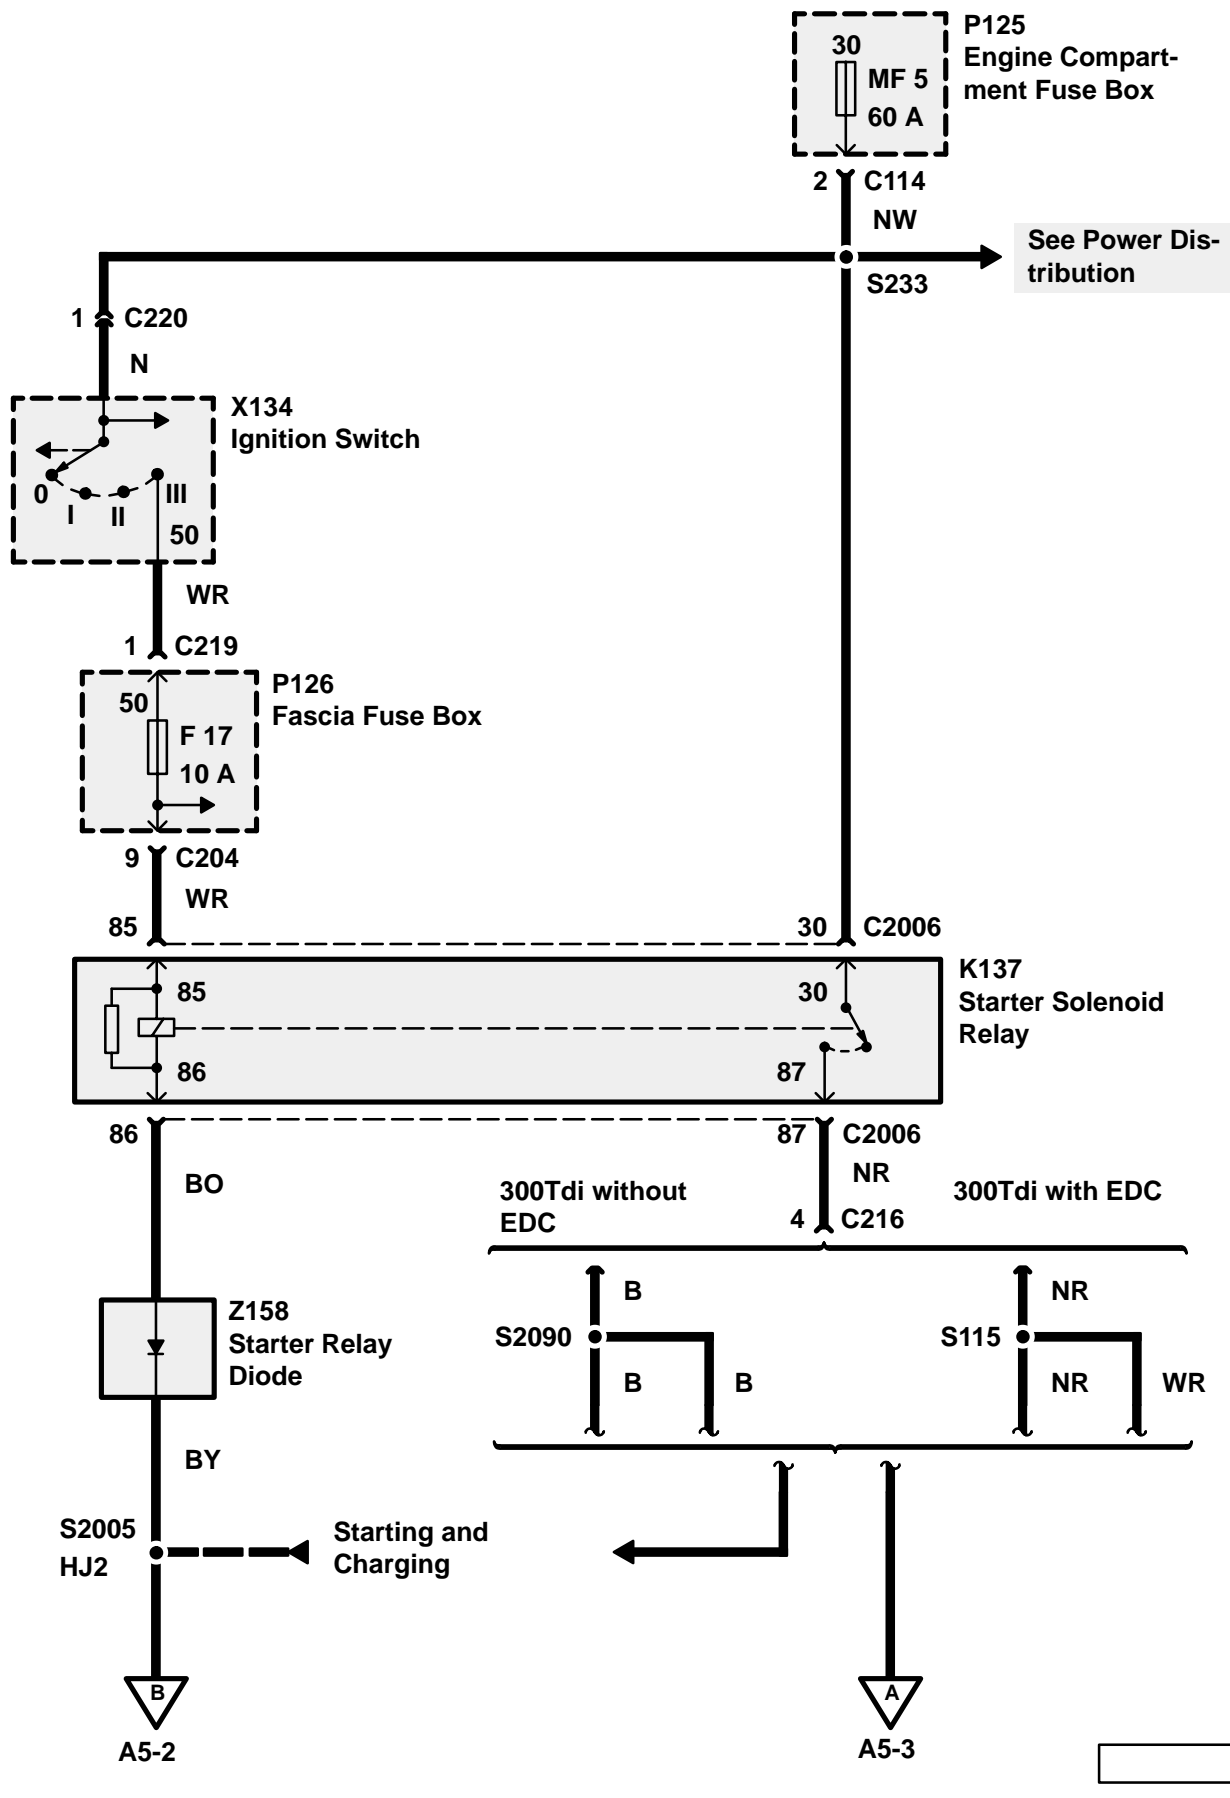 P125
Engine Compart-
ment Fuse Box
30
MF 5
60 A
2
C114
NW
See Power Dis-
tribution
S233
1
C220
N
X134
Ignition Switch
0
I
II
III
50
WR
1
C219
P126
Fascia Fuse Box
50
F 17
10 A
9
C204
WR
85
30
C2006
K137
Starter Solenoid
Relay
85
30
86
87
86
87
C2006
BO
NR
300Tdi without
EDC
300Tdi with EDC
4
C216
B
NR
Z158
Starter Relay
Diode
S2090
S115
B
B
NR
WR
BY
S2005
HJ2
Starting and
Charging
B
A
A5-2
A5-3